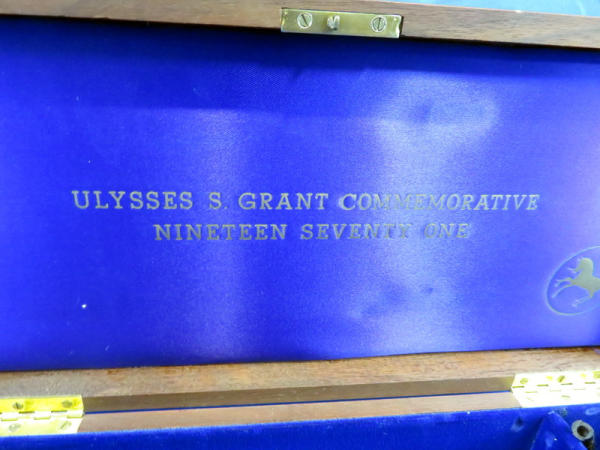 ULYSSES S. GRANT COMMEMORATIVE
NINETEEN SEVENTY ONE